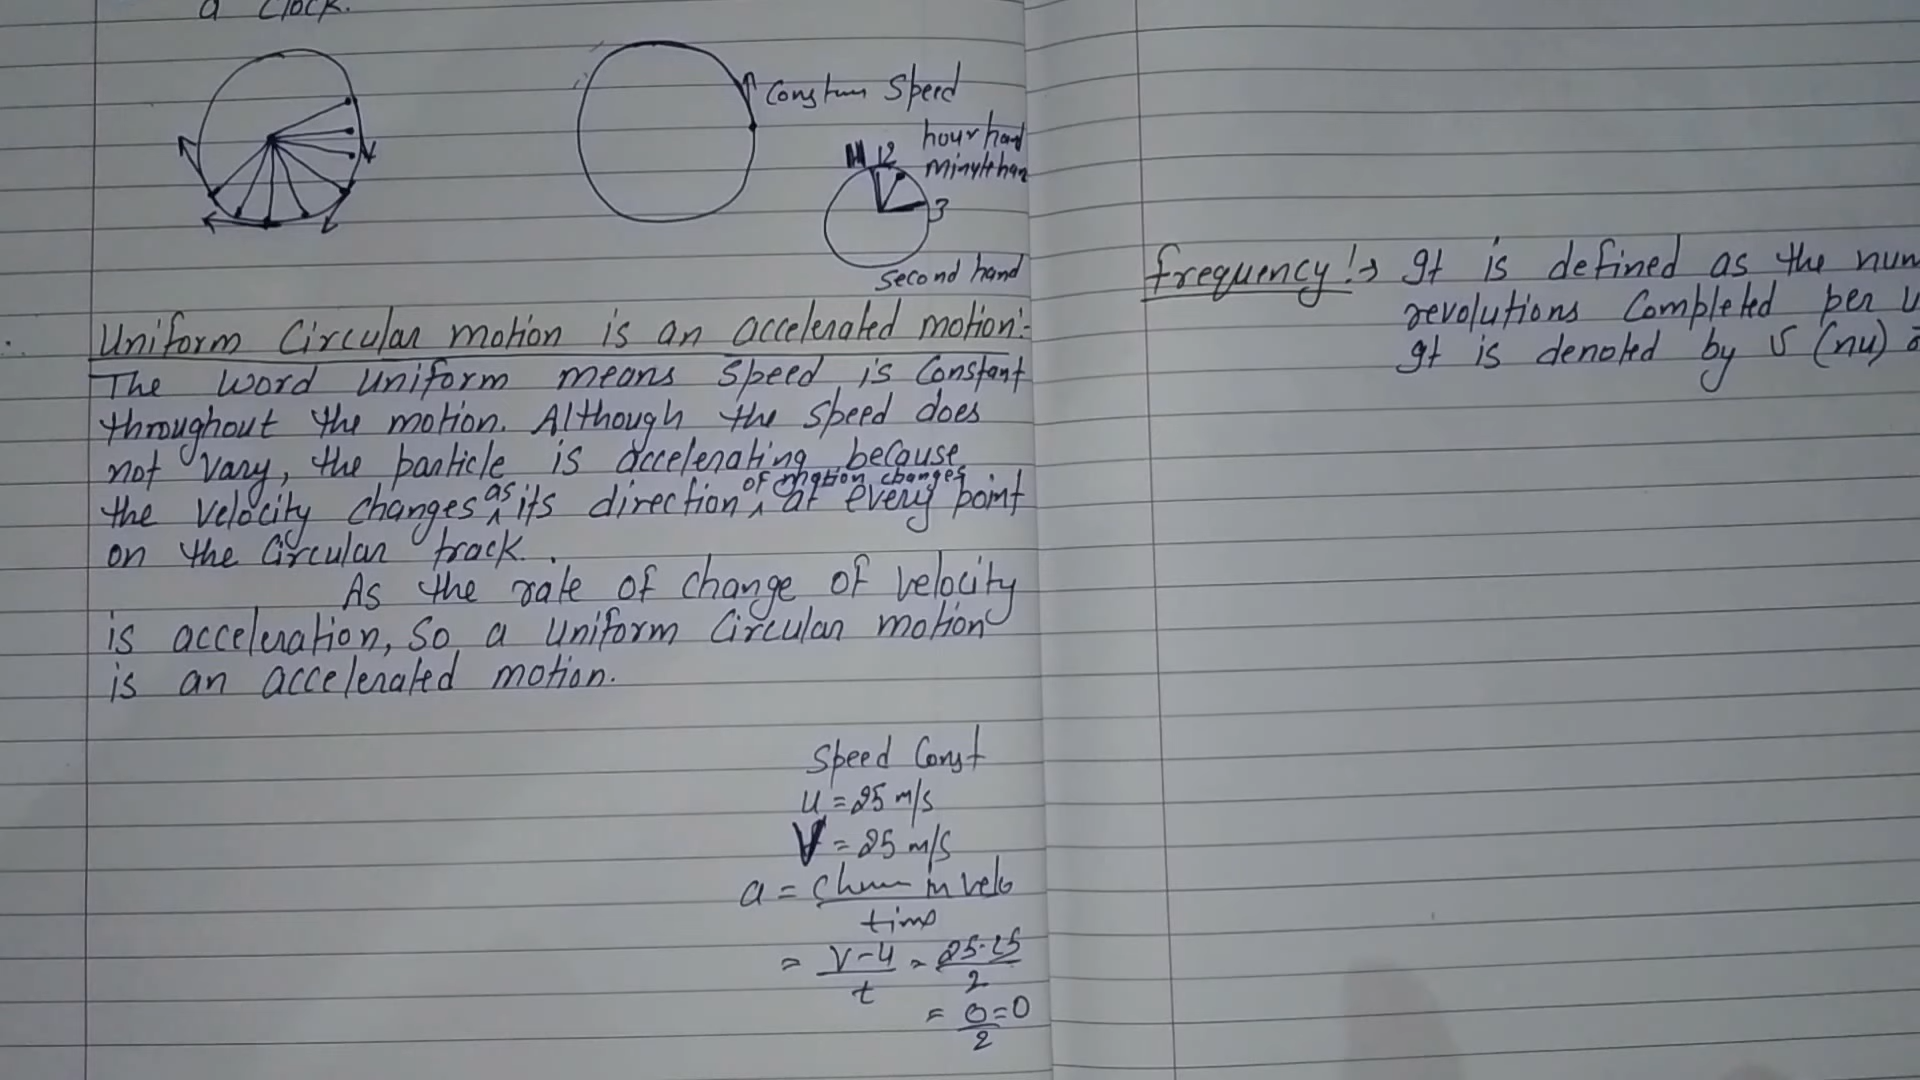 a clock.
Constan Speed
hour hand
12
minute han
3
Second hand
Uniform Circular motion is an accelerated motion:-
The word uniform means speed is Constant
throughout the motion. Although the speed does
not vary, the particle is accelerating because
of motion changes
the velocity changes as its direction at every point
on the Circular track.
As the rate of change of velocity
is acceleration, So a uniform Circular motion
is an accelerated motion.
Speed Const
u = 25 m/s
V = 25 m/s
a = in velo
time
= v-u = 25-25
t 2
= 0 = 0
2
frequency:→ It is defined as the num
revolutions Completed per u
It is denoted by υ (nu) o